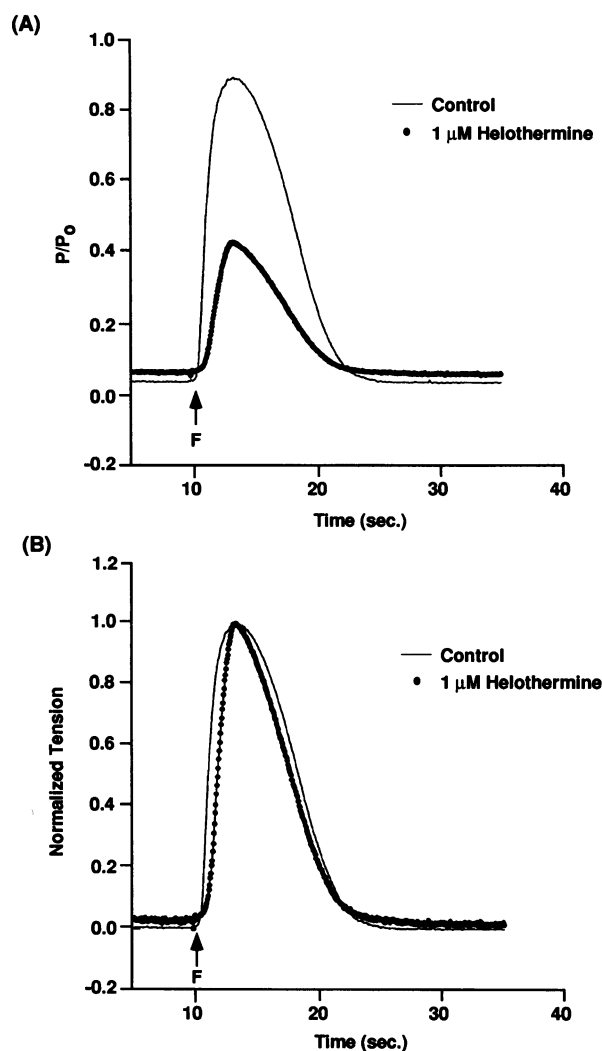 (A)
1.0
0.8
0.6
0.4
0.2
0.0
-0.2
P/Po
Control
1 µM Helothermine
F
10
20
30
40
Time (sec.)
(B)
1.2
1.0
0.8
0.6
0.4
0.2
0.0
-0.2
Normalized Tension
Control
1 µM Helothermine
F
10
20
30
40
Time (sec.)